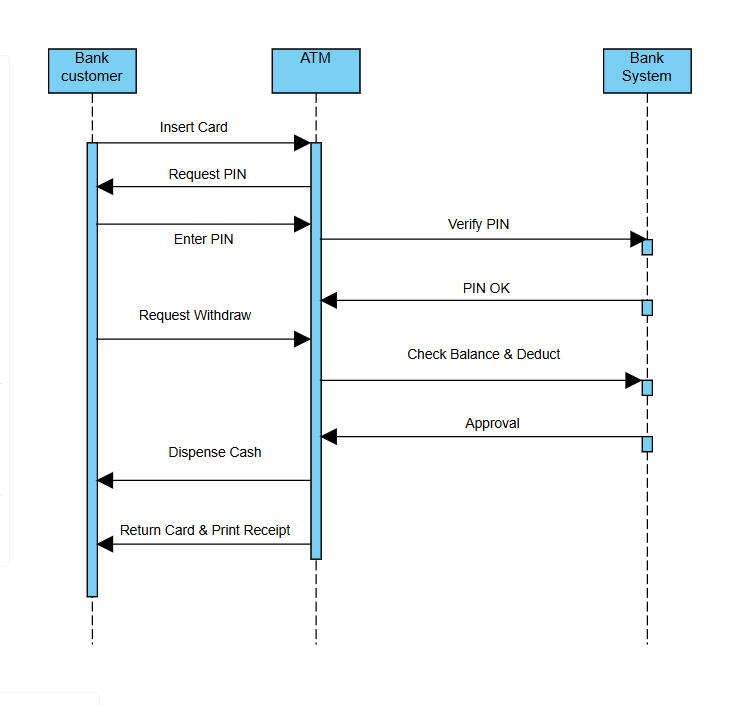 Bank
customer
ATM
Bank
System
Insert Card
Request PIN
Enter PIN
Verify PIN
PIN OK
Request Withdraw
Check Balance & Deduct
Approval
Dispense Cash
Return Card & Print Receipt